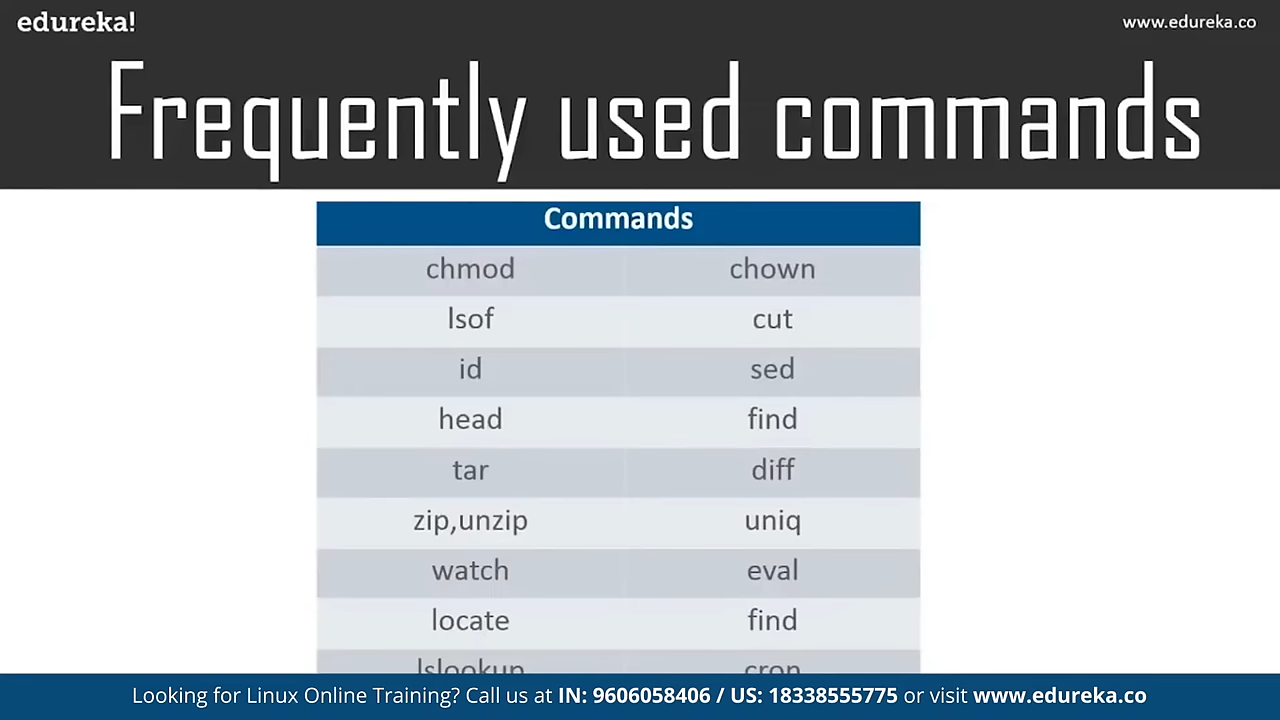 edureka!
www.edureka.co
Frequently used commands
Commands
chmod chown
lsof cut
id sed
head find
tar diff
zip,unzip uniq
watch eval
locate find
lslookup cron
Looking for Linux Online Training? Call us at IN: 9606058406 / US: 18338555775 or visit www.edureka.co